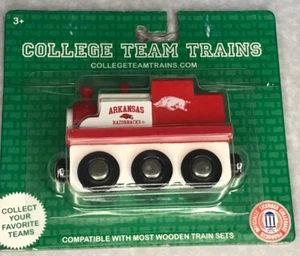 3+
COLLEGE TEAM TRAINS
COLLEGETEAMTRAINS.COM
ARKANSAS
RAZORBACKS
COLLECT
YOUR
FAVORITE
TEAMS
COMPATIBLE WITH MOST WOODEN TRAIN SETS